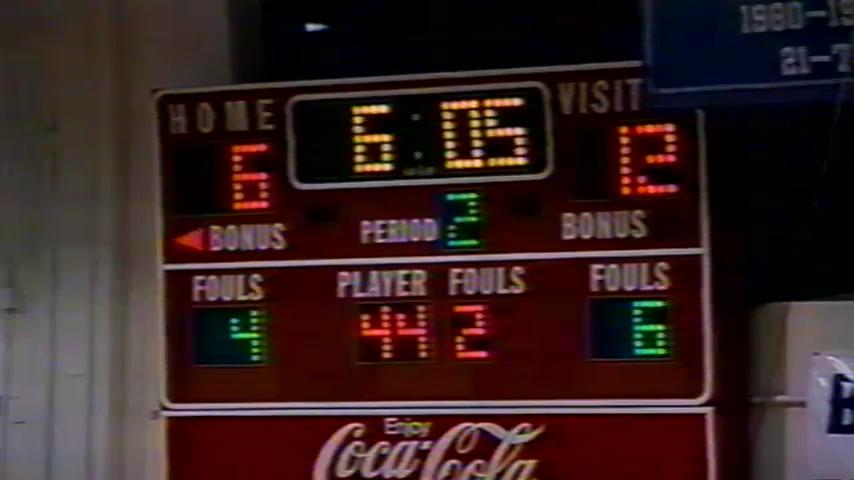 1980-19
21-7
HOME 6:05 VISIT
6 12
BONUS PERIOD 2 BONUS
FOULS PLAYER FOULS FOULS
4 44 2 6
Enjoy
Coca-Cola